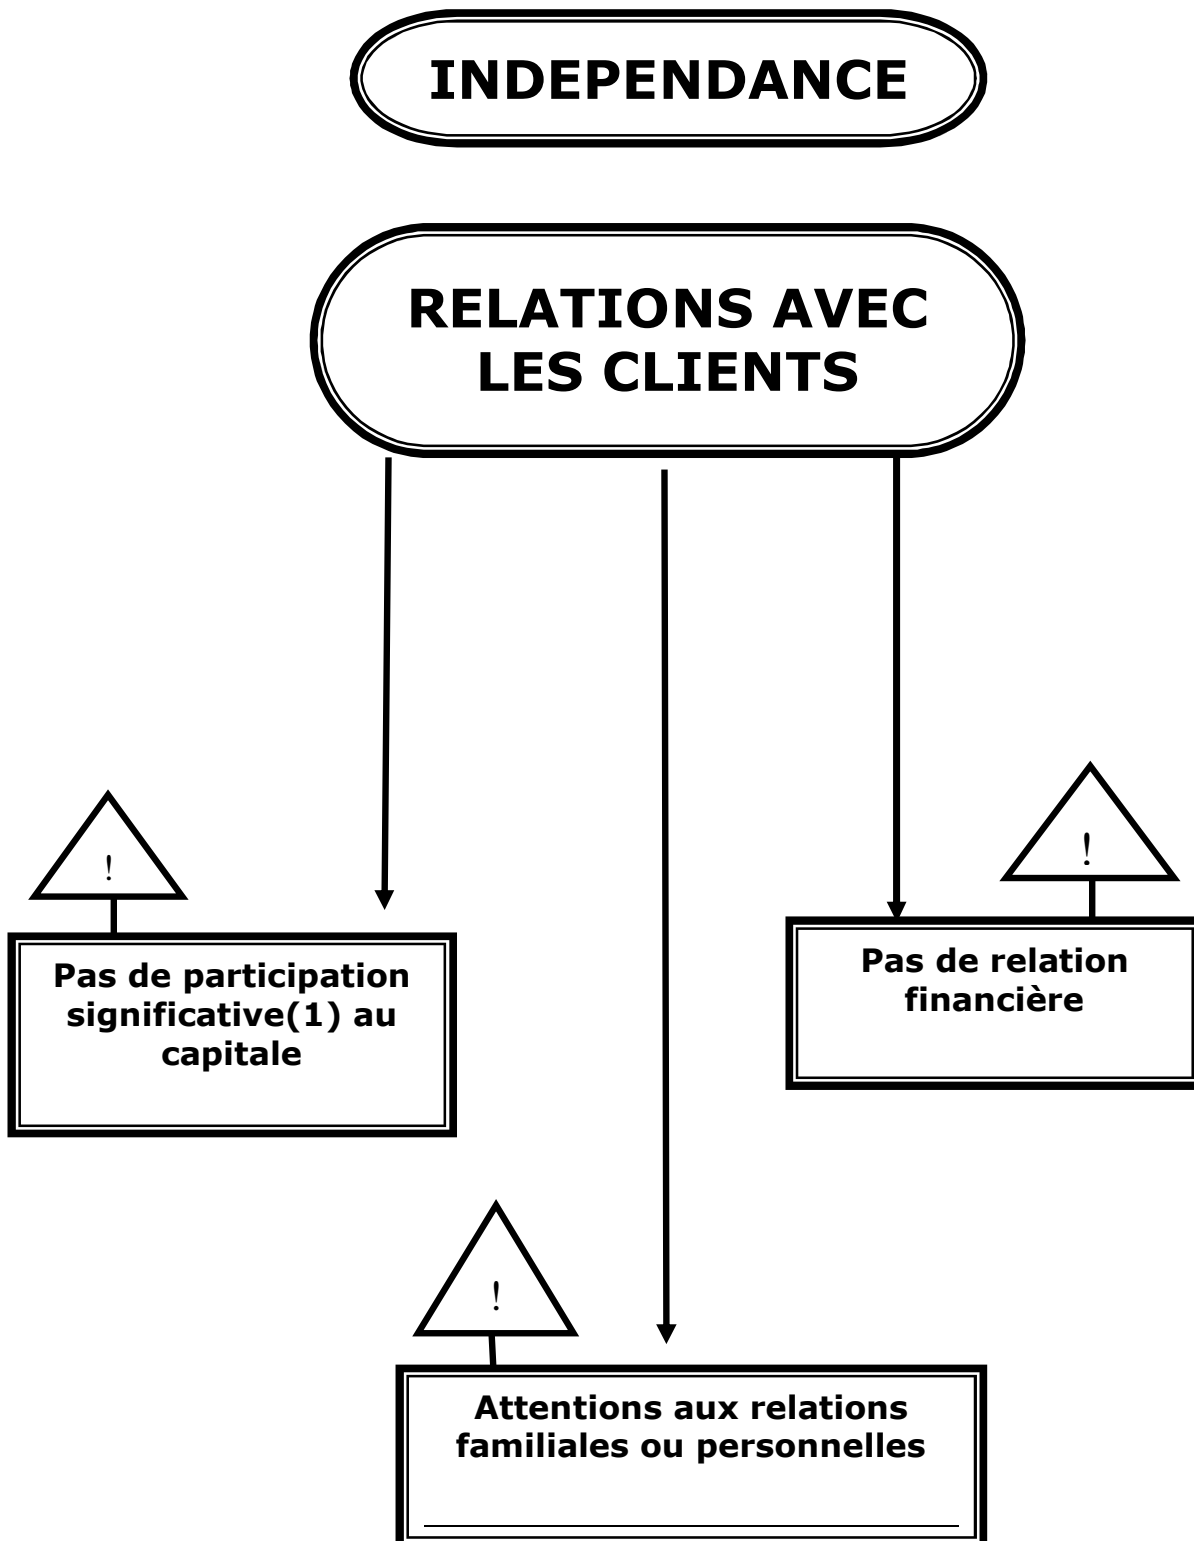 INDEPENDANCE
RELATIONS AVEC
LES CLIENTS
!
!
Pas de participation
significative(1) au
capitale
Pas de relation
financière
!
Attentions aux relations
familiales ou personnelles